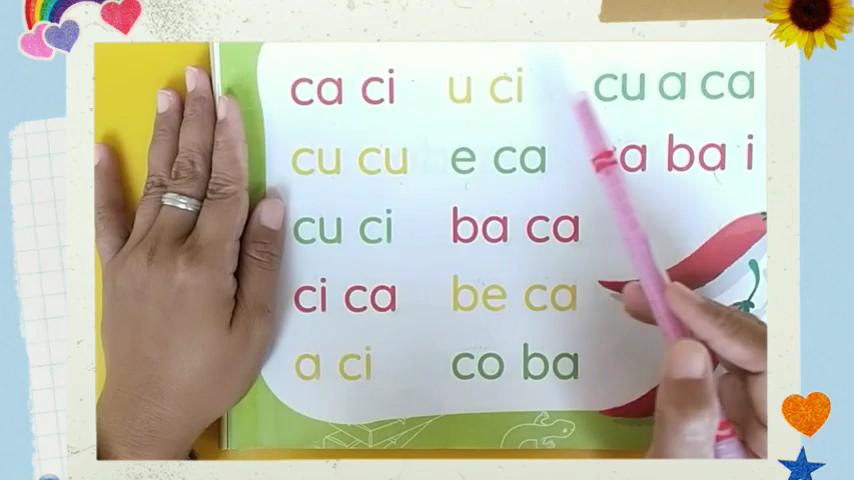 ca ci
cu cu
cu ci
ci ca
a ci
u ci
e ca
ba ca
be ca
co ba
cu a ca
a ba i